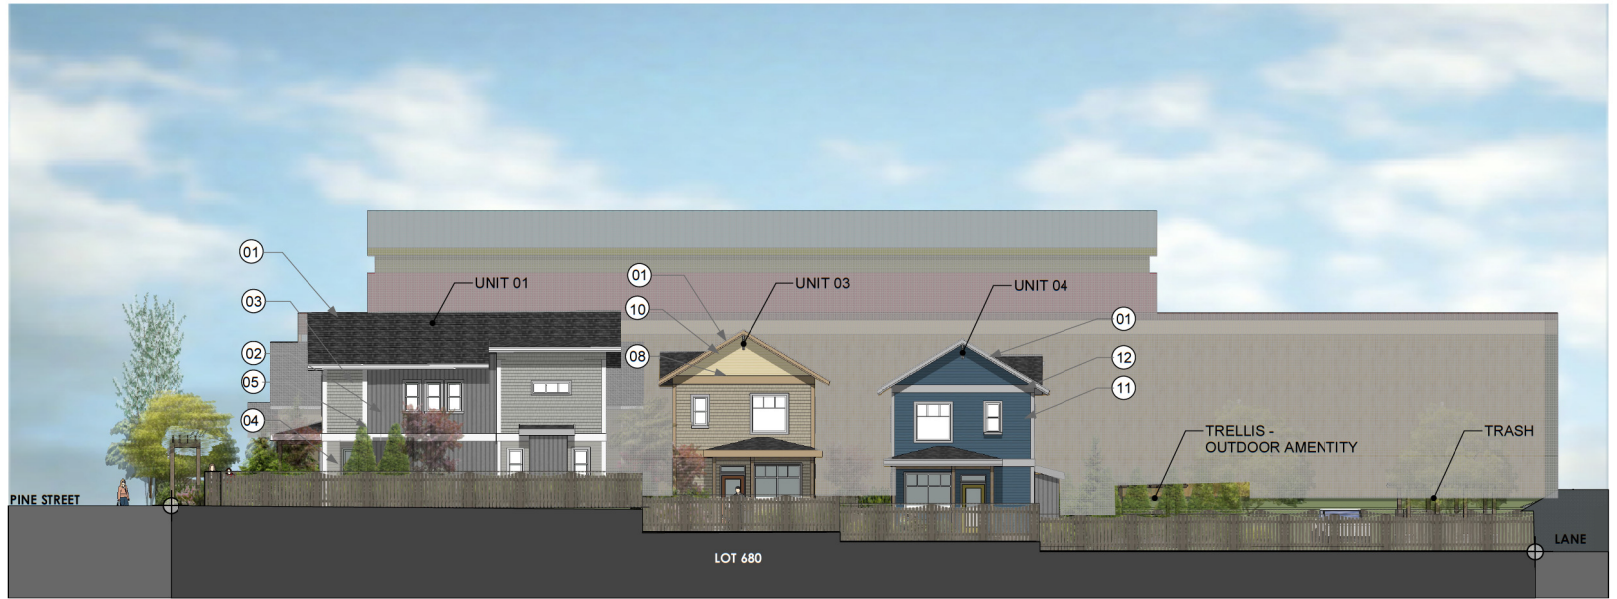 01
UNIT 01
01
UNIT 03
UNIT 04
03
10
01
02
08
12
05
11
04
TRELLIS -
OUTDOOR AMENTITY
TRASH
PINE STREET
LANE
LOT 680